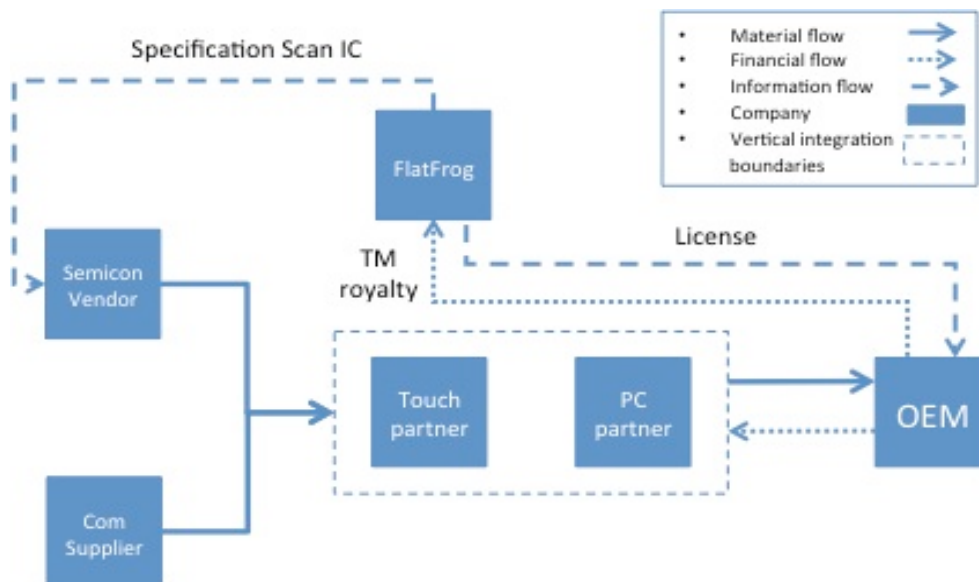 Specification Scan IC
• Material flow
• Financial flow
• Information flow
• Company
• Vertical integration
boundaries
FlatFrog
License
TM
royalty
Semicon
Vendor
Touch
partner
PC
partner
OEM
Com
Supplier